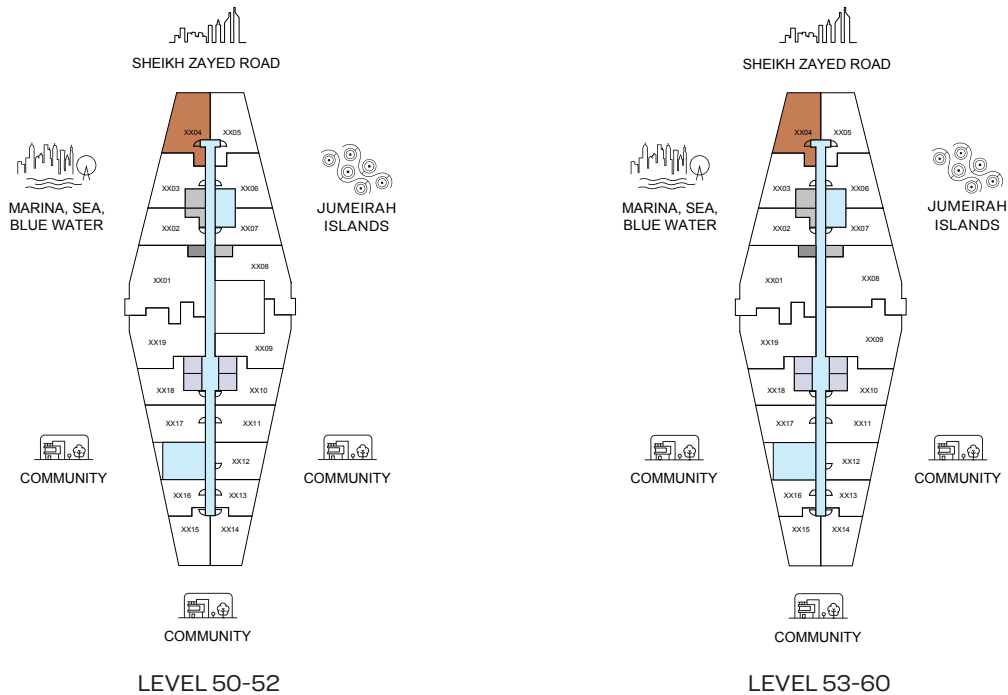 SHEIKH ZAYED ROAD
XX04 XX05
XX03 XX06
MARINA, SEA,
BLUE WATER
JUMEIRAH
ISLANDS
XX02 XX07
XX01 XX08
XX19 XX09
XX18 XX10
XX17 XX11
COMMUNITY
COMMUNITY
XX12
XX16 XX13
XX15 XX14
COMMUNITY
LEVEL 50-52
SHEIKH ZAYED ROAD
XX04 XX05
XX03 XX06
MARINA, SEA,
BLUE WATER
JUMEIRAH
ISLANDS
XX02 XX07
XX01 XX08
XX19 XX09
XX18 XX10
XX17 XX11
COMMUNITY
COMMUNITY
XX12
XX16 XX13
XX15 XX14
COMMUNITY
LEVEL 53-60